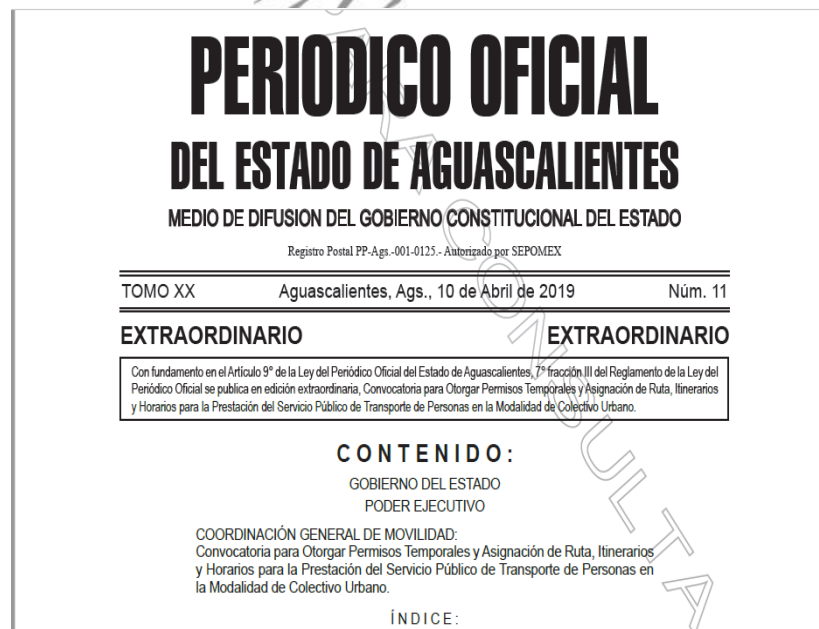 PERIODICO OFICIAL
DEL ESTADO DE AGUASCALIENTES
MEDIO DE DIFUSION DEL GOBIERNO CONSTITUCIONAL DEL ESTADO
Registro Postal PP-Ags.-001-0125.- Autorizado por SEPOMEX
TOMO XX Aguascalientes, Ags., 10 de Abril de 2019 Núm. 11
EXTRAORDINARIO EXTRAORDINARIO
Con fundamento en el Artículo 9° de la Ley del Periódico Oficial del Estado de Aguascalientes, 7° fracción III del Reglamento de la Ley del
Periódico Oficial se publica en edición extraordinaria, Convocatoria para Otorgar Permisos Temporales y Asignación de Ruta, Itinerarios
y Horarios para la Prestación del Servicio Público de Transporte de Personas en la Modalidad de Colectivo Urbano.
CONTENIDO:
GOBIERNO DEL ESTADO
PODER EJECUTIVO
COORDINACIÓN GENERAL DE MOVILIDAD:
Convocatoria para Otorgar Permisos Temporales y Asignación de Ruta, Itinerarios
y Horarios para la Prestación del Servicio Público de Transporte de Personas en
la Modalidad de Colectivo Urbano.
ÍNDICE:
CONSULTA